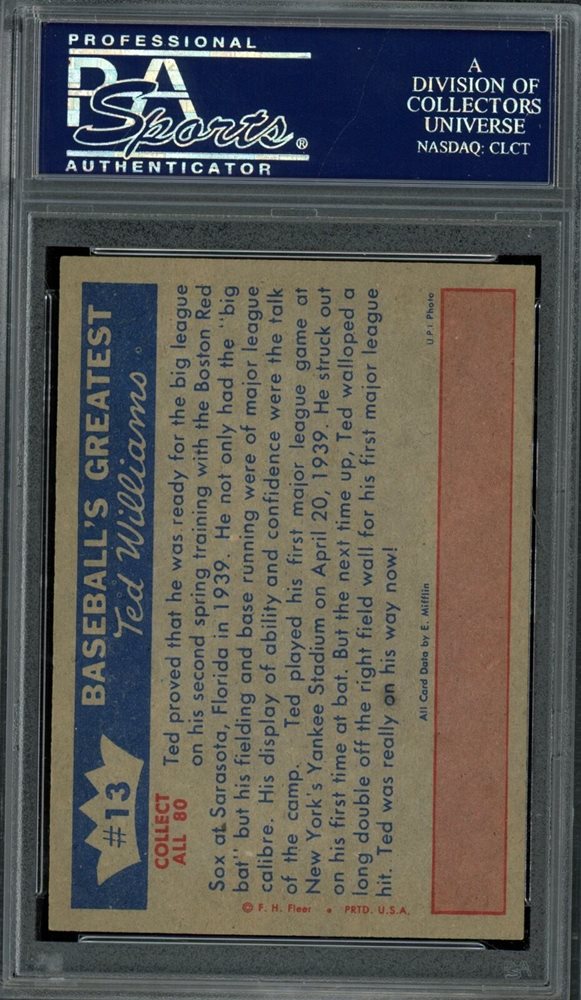 PROFESSIONAL
PSA
Sports®
AUTHENTICATOR
A
DIVISION OF
COLLECTORS
UNIVERSE
NASDAQ: CLCT
#13
BASEBALL'S GREATEST
Ted Williams
COLLECT
ALL 80
Ted proved that he was ready for the big league
on his second spring training with the Boston Red
Sox at Sarasota, Florida in 1939. He not only had the "big
bat" but his fielding and base running were of major league
calibre. His display of ability and confidence were the talk
of the camp. Ted played his first major league game at
New York's Yankee Stadium on April 20, 1939. He struck out
on his first time at bat. But the next time up, Ted walloped a
long double off the right field wall for his first major league
hit. Ted was really on his way now!
All Card Data by E. Mifflin
U.P.I Photo
© F. H. Fleer • PRTD. U.S.A.